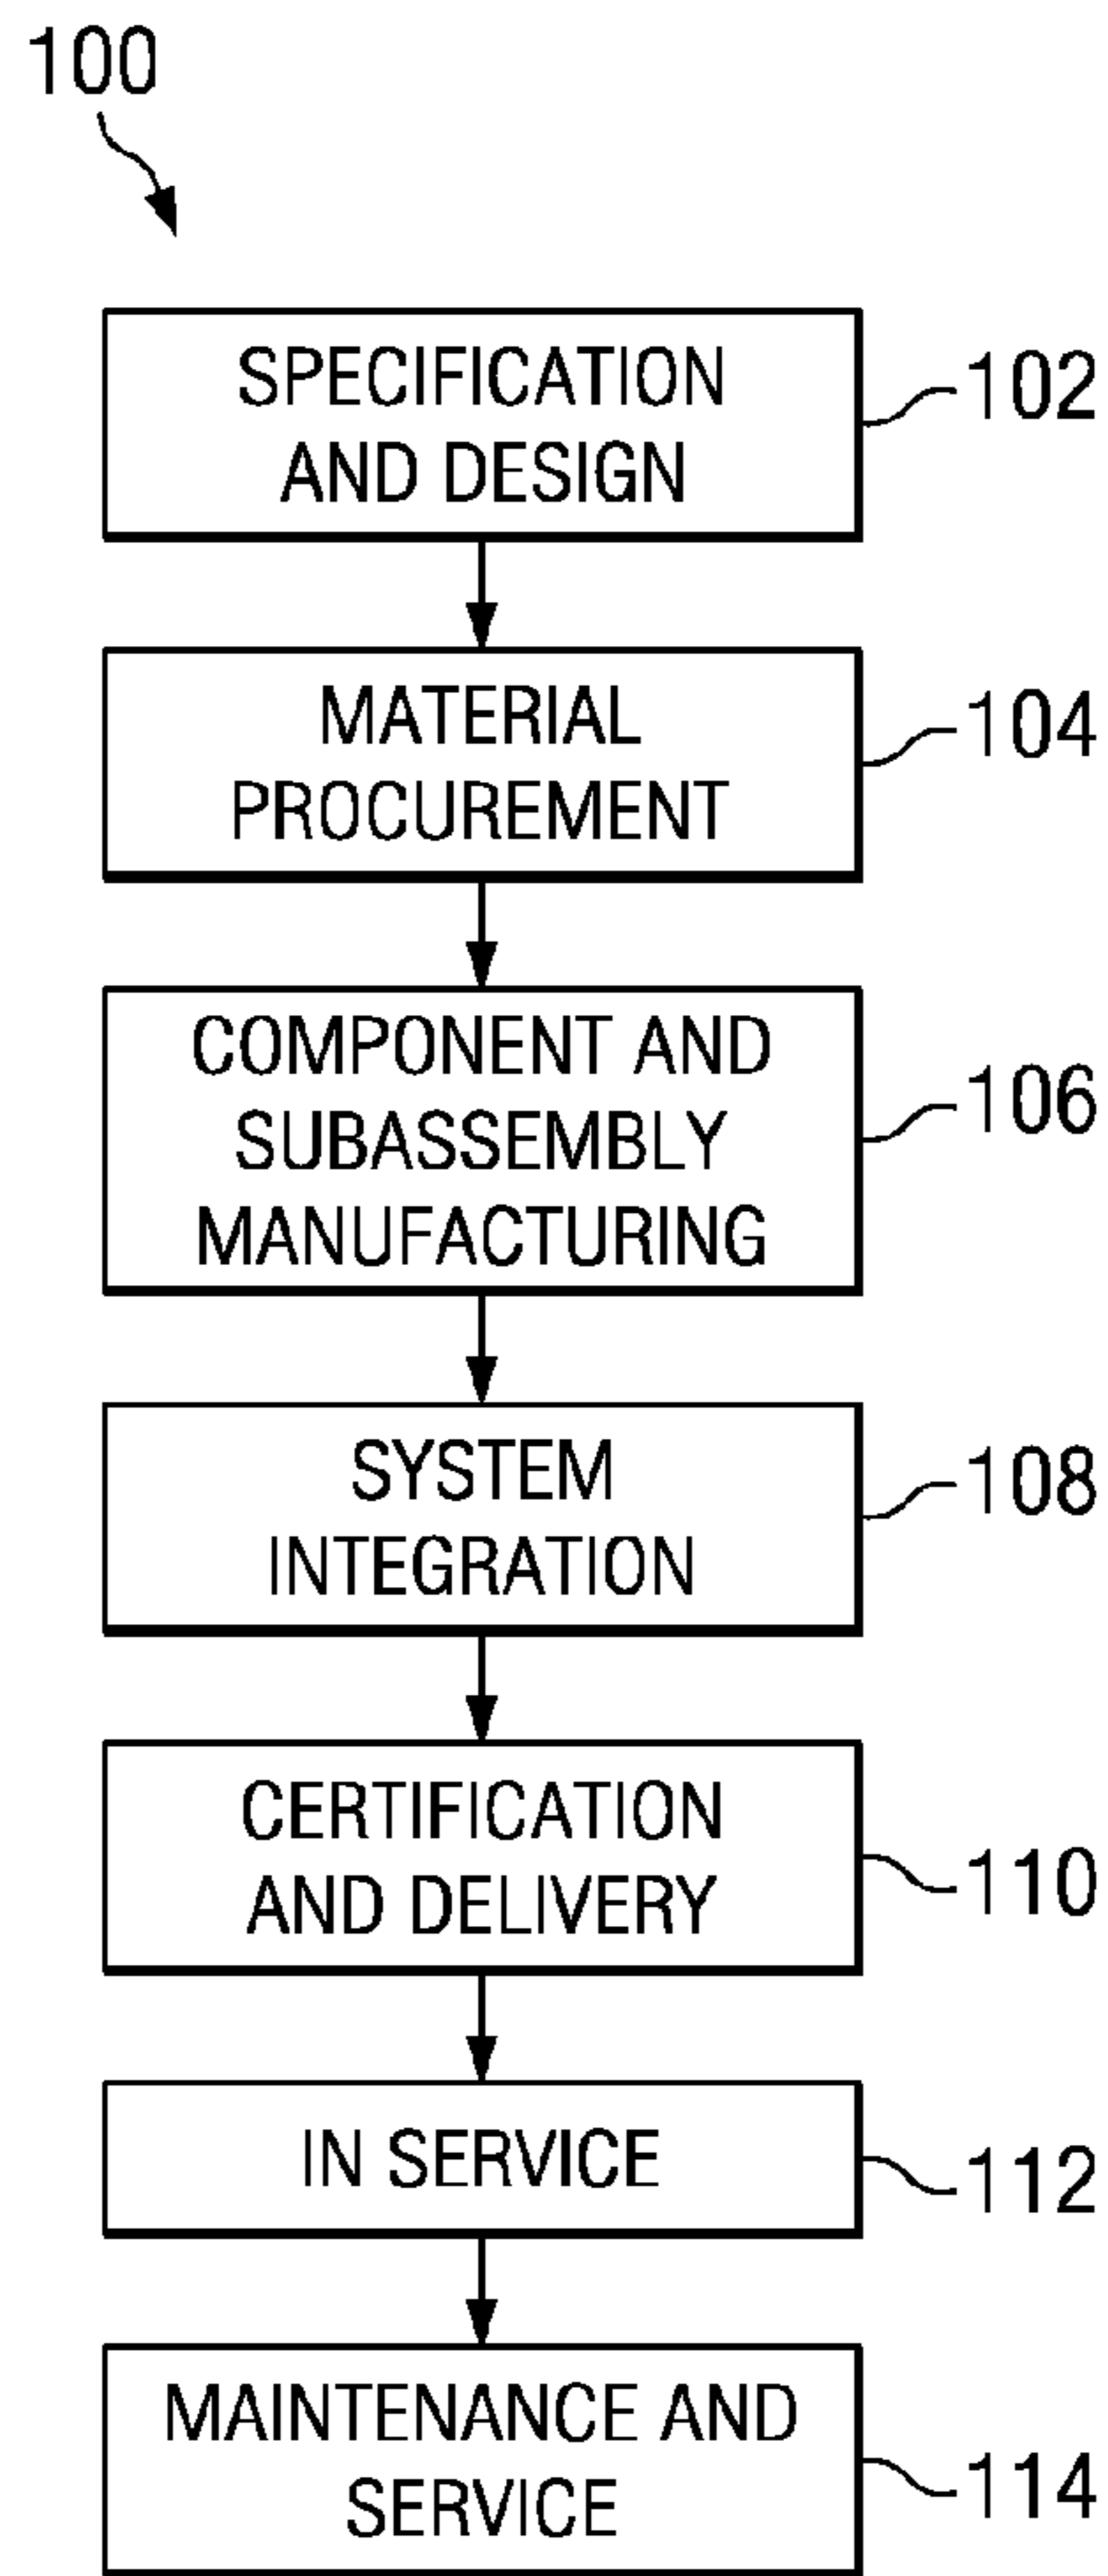 100
SPECIFICATION
AND DESIGN
102
MATERIAL
PROCUREMENT
104
COMPONENT AND
SUBASSEMBLY
MANUFACTURING
106
SYSTEM
INTEGRATION
108
CERTIFICATION
AND DELIVERY
110
IN SERVICE
112
MAINTENANCE AND
SERVICE
114